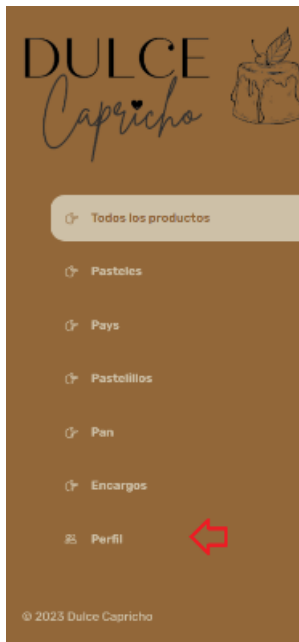 DULCE
Capricho
Todos los productos
Pasteles
Pays
Pastelillos
Pan
Encargos
Perfil
© 2023 Dulce Capricho